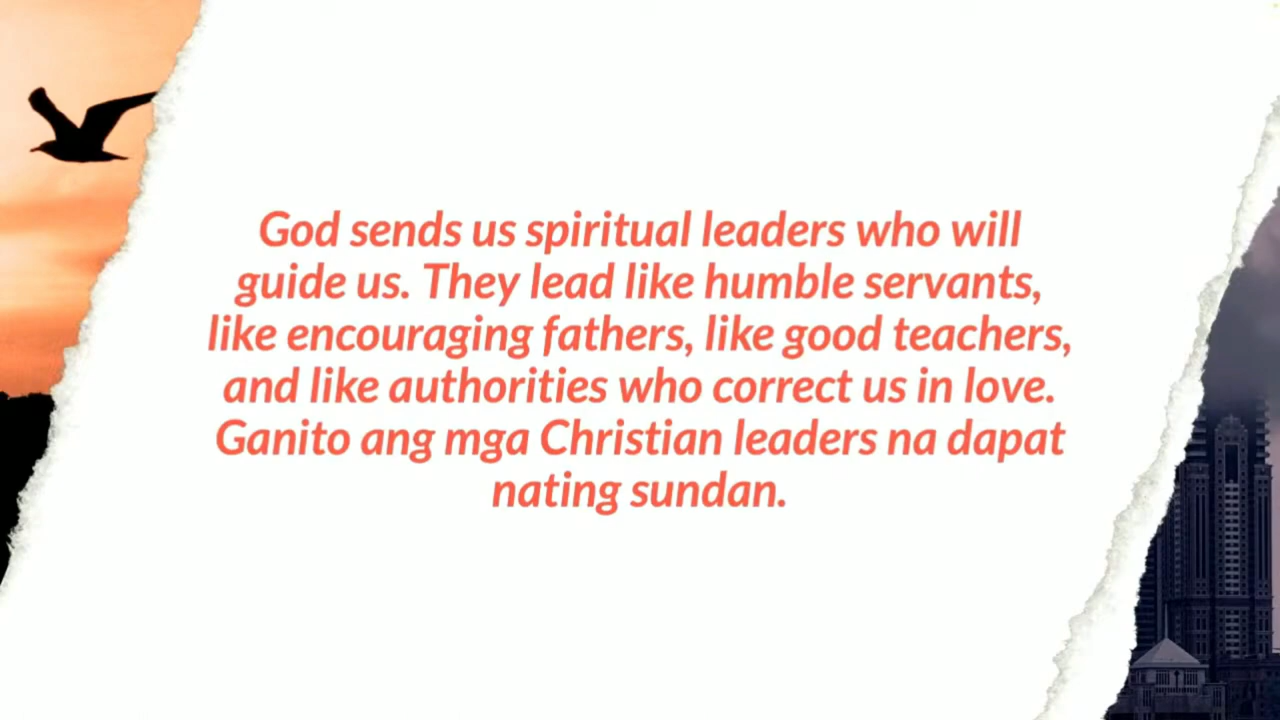 God sends us spiritual leaders who will
guide us. They lead like humble servants,
like encouraging fathers, like good teachers,
and like authorities who correct us in love.
Ganito ang mga Christian leaders na dapat
nating sundan.